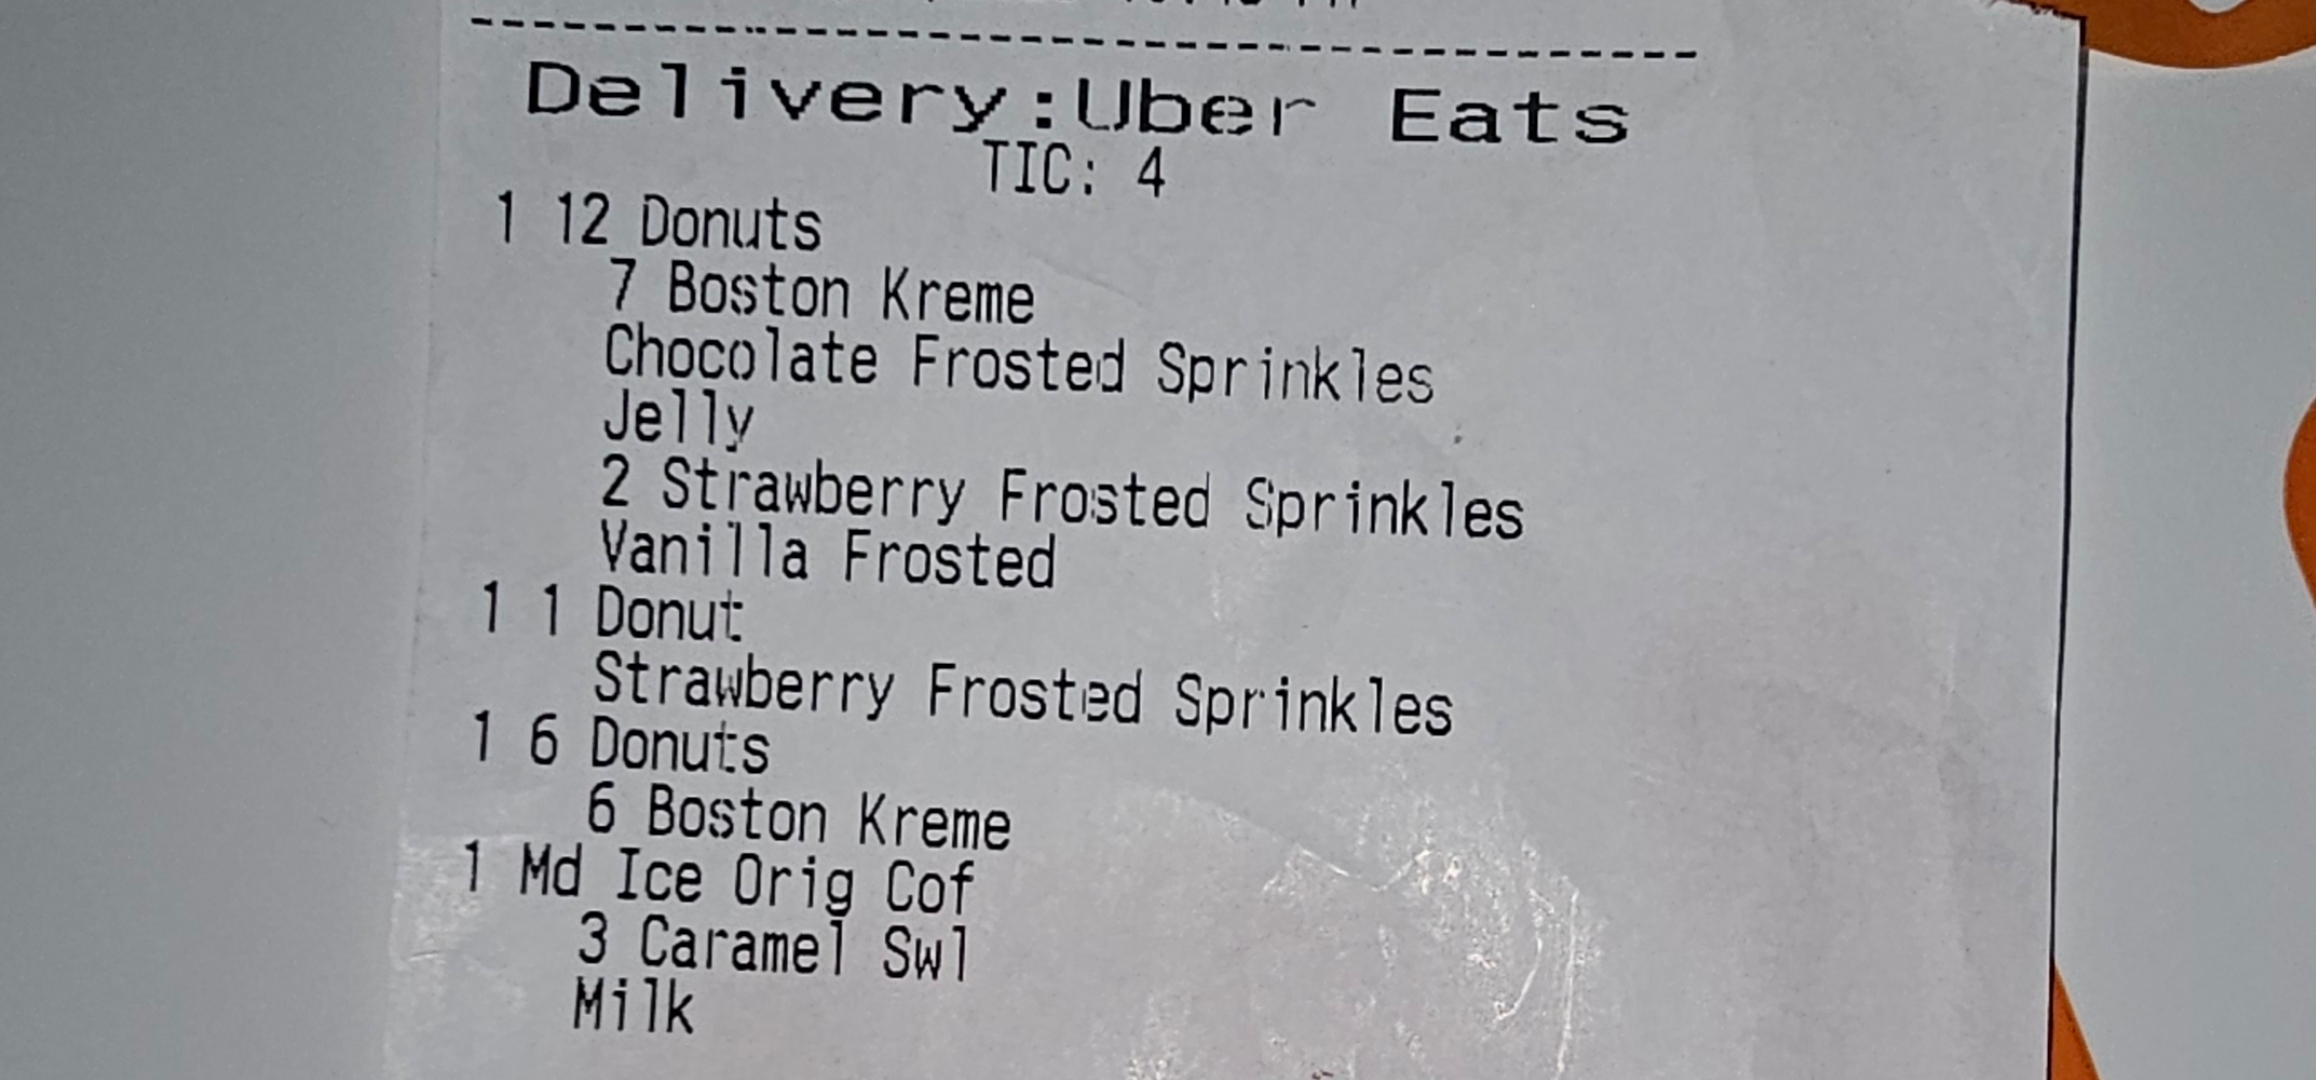 Delivery:Uber Eats
TIC: 4
1 12 Donuts
7 Boston Kreme
Chocolate Frosted Sprinkles
Jelly
2 Strawberry Frosted Sprinkles
Vanilla Frosted
1 1 Donut
Strawberry Frosted Sprinkles
1 6 Donuts
6 Boston Kreme
1 Md Ice Orig Cof
3 Caramel Swl
Milk